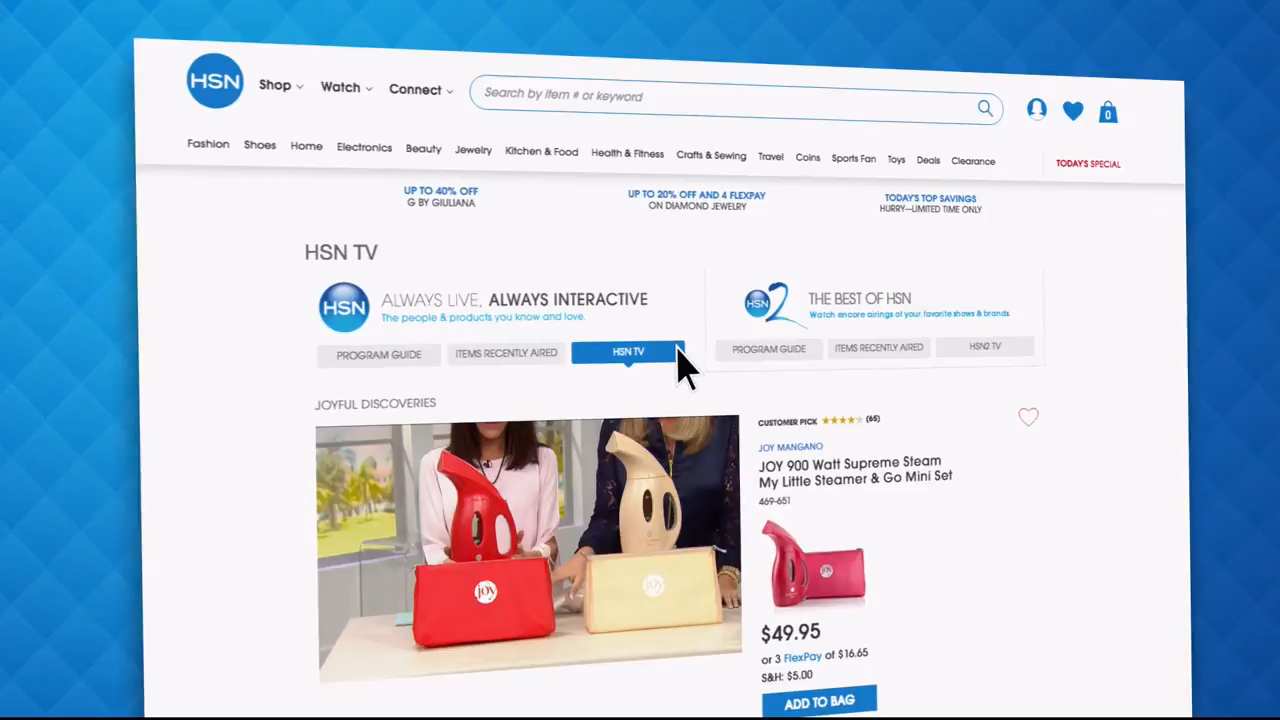 HSN
Shop
Watch
Connect
Search by item # or keyword
0
Fashion
Shoes
Home
Electronics
Beauty
Jewelry
Kitchen & Food
Health & Fitness
Crafts & Sewing
Travel
Coins
Sports Fan
Toys
Deals
Clearance
TODAY'S SPECIAL
UP TO 40% OFF
G BY GIULIANA
UP TO 20% OFF AND 4 FLEXPAY
ON DIAMOND JEWELRY
TODAY'S TOP SAVINGS
HURRY—LIMITED TIME ONLY
HSN TV
HSN
ALWAYS LIVE, ALWAYS INTERACTIVE
The people & products you know and love.
PROGRAM GUIDE
ITEMS RECENTLY AIRED
HSN TV
HSN2
THE BEST OF HSN
Watch encore airings of your favorite shows & brands.
PROGRAM GUIDE
ITEMS RECENTLY AIRED
HSN2 TV
JOYFUL DISCOVERIES
joy
joy
CUSTOMER PICK
(65)
JOY MANGANO
JOY 900 Watt Supreme Steam
My Little Steamer & Go Mini Set
469-651
joy
$49.95
or 3 FlexPay of $16.65
S&H: $5.00
ADD TO BAG